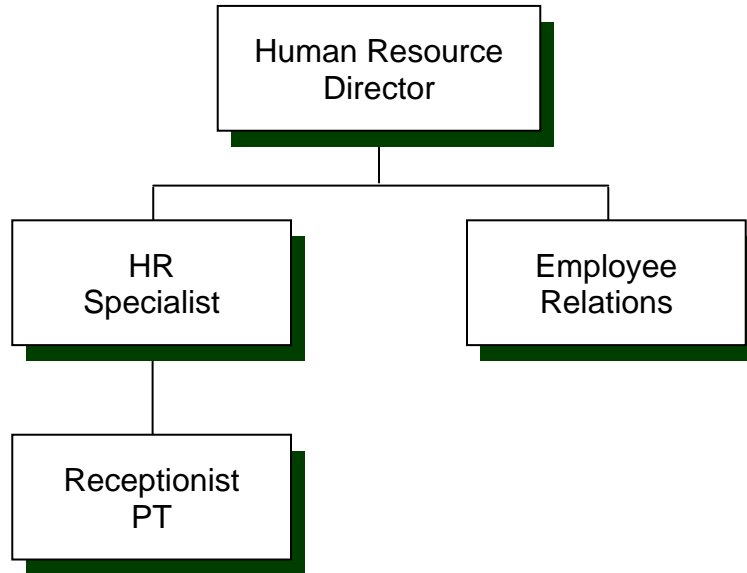 Human Resource
Director
HR
Specialist
Employee
Relations
Receptionist
PT